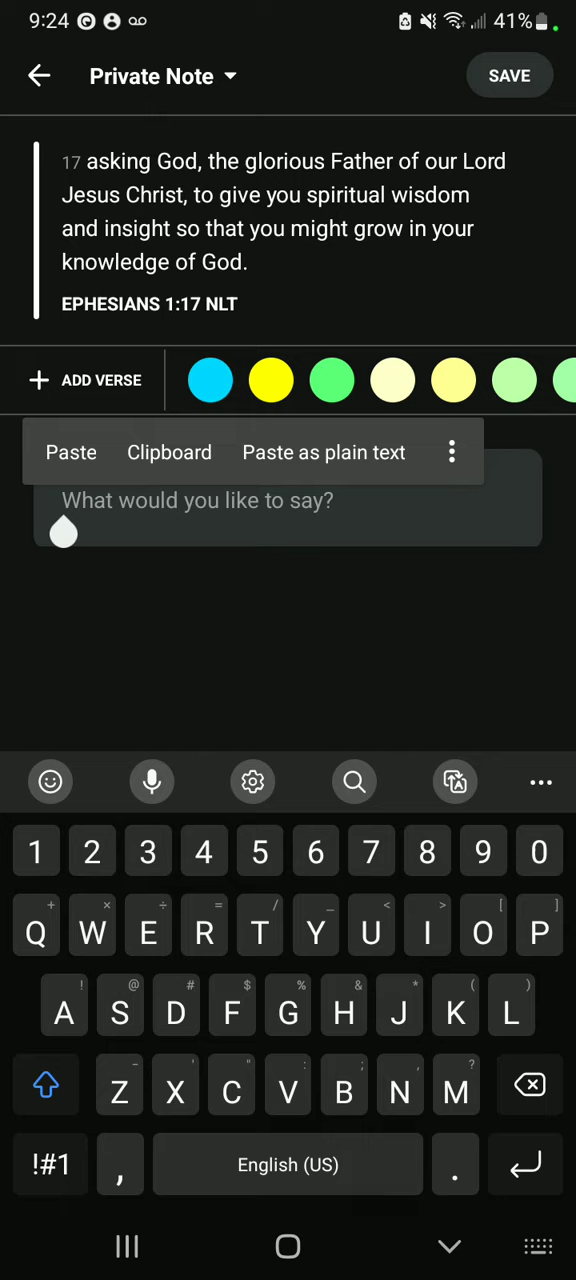 9:24 41%
Private Note SAVE
17 asking God, the glorious Father of our Lord
Jesus Christ, to give you spiritual wisdom
and insight so that you might grow in your
knowledge of God.
EPHESIANS 1:17 NLT
+ ADD VERSE
Paste Clipboard Paste as plain text
What would you like to say?
1 2 3 4 5 6 7 8 9 0
+ × ÷ = / _ < > [ ]
Q W E R T Y U I O P
! @ # $ % & * ( )
A S D F G H J K L
- ' " : ; , ?
Z X C V B N M
!#1 , English (US) .